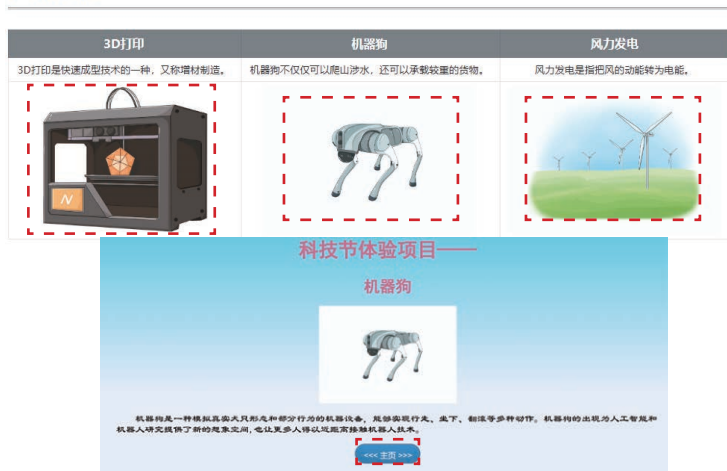 3D打印
机器狗
风力发电
3D打印是快速成型技术的一种，又称增材制造。
机器狗不仅仅可以爬山涉水，还可以承载较重的货物。
风力发电是指把风的动能转为电能。
N
科技节体验项目——
机器狗
机器狗是一种模拟真实犬只形态和部分行为的机器设备，能够实现行走、坐下、翻滚等多种动作。机器狗的出现为人工智能和
机器人研究提供了新的想象空间,也让更多人得以近距离接触机器人技术。
<<< 主页 >>>